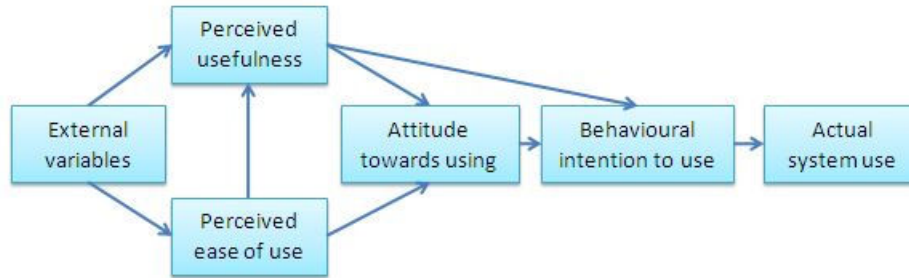 Perceived
usefulness
External
variables
Attitude
towards using
Behavioural
intention to use
Actual
system use
Perceived
ease of use